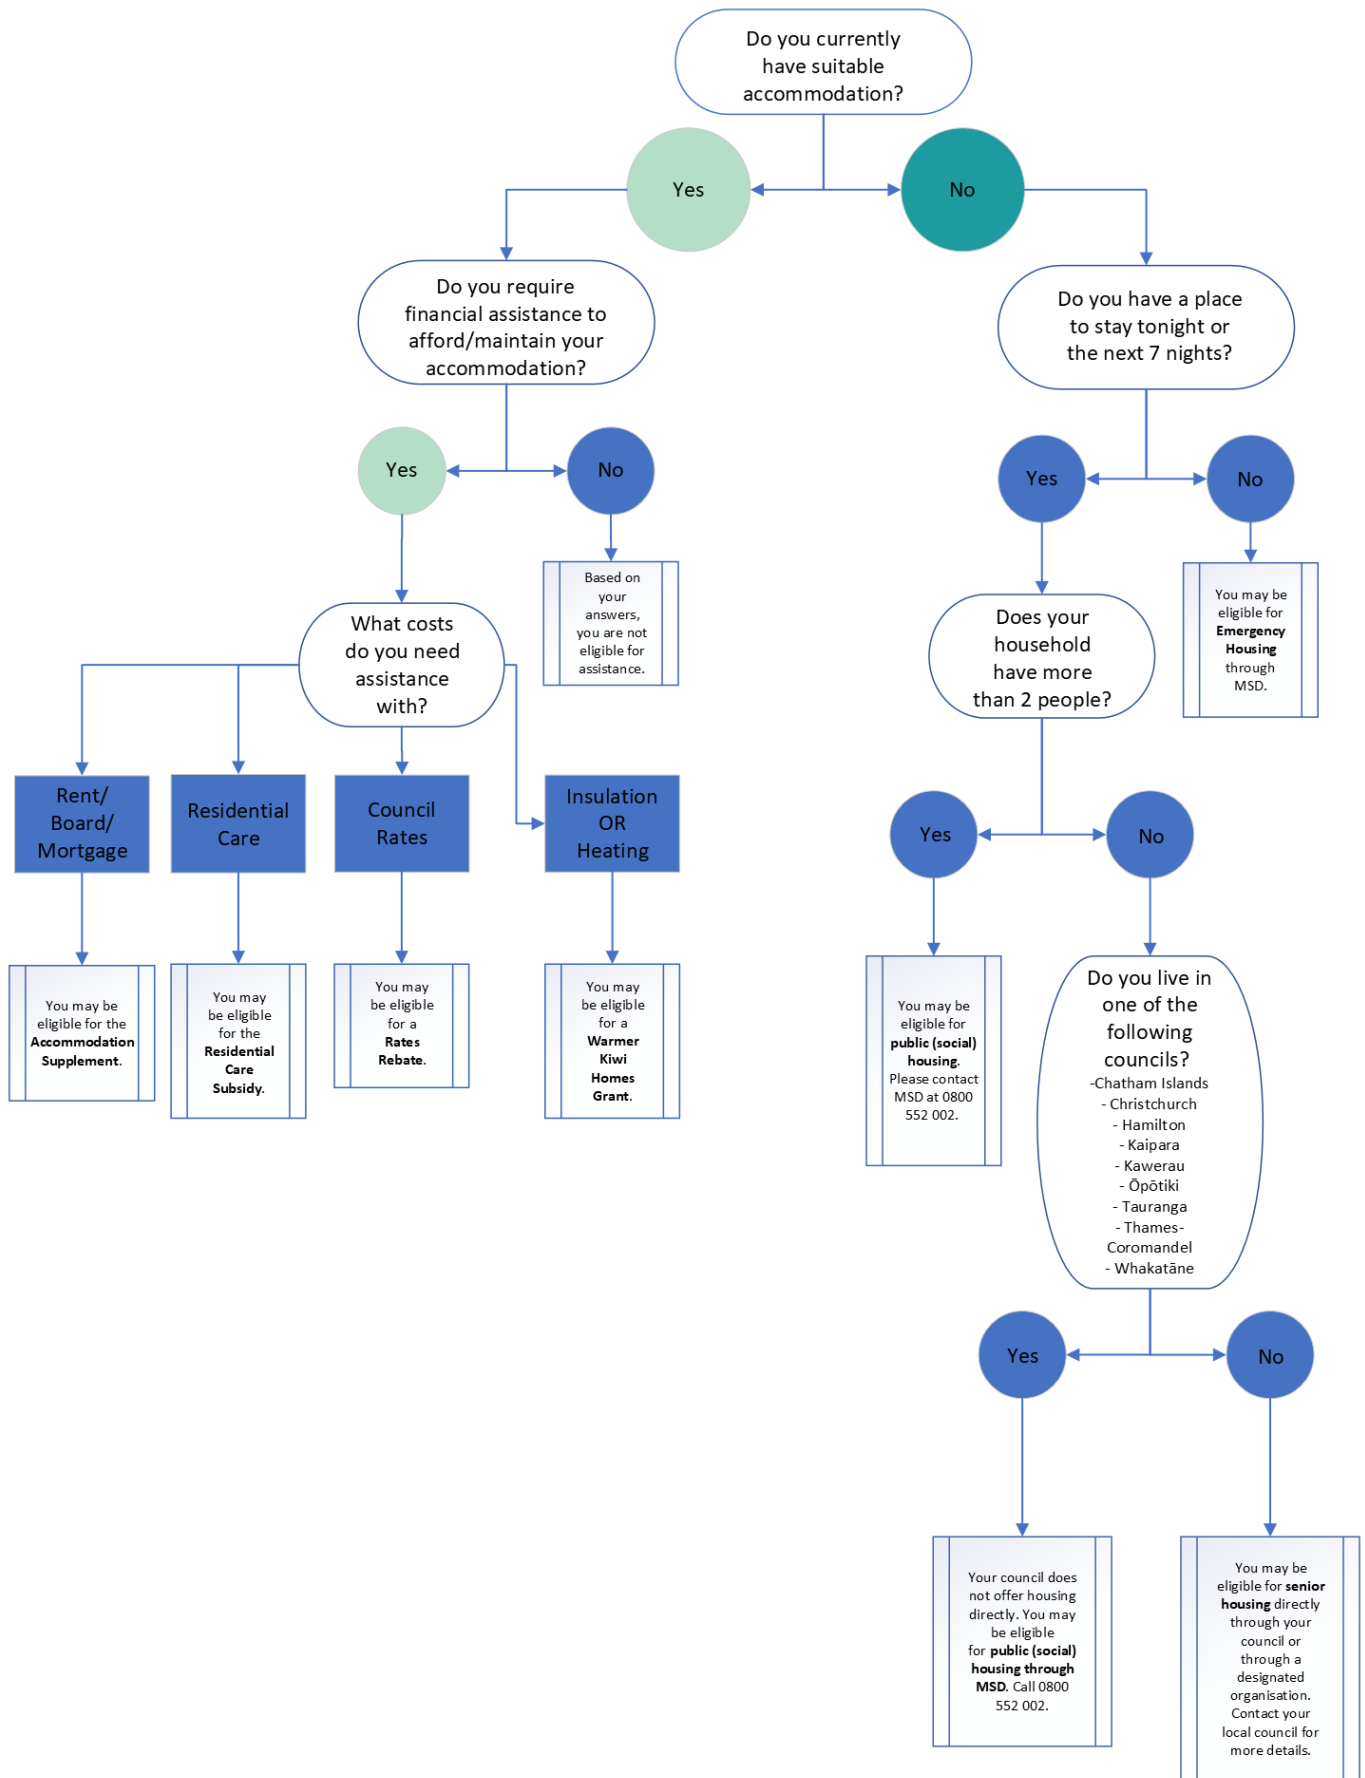 Do you currently
have suitable
accommodation?
Yes
No
Do you require
financial assistance to
afford/maintain your
accommodation?
Do you have a place
to stay tonight or
the next 7 nights?
Yes
No
Yes
No
Based on
your
answers,
you are not
eligible for
assistance.
You may be
eligible for
Emergency
Housing
through
MSD.
What costs
do you need
assistance
with?
Does your
household
have more
than 2 people?
Rent/
Board/
Mortgage
Residential
Care
Council
Rates
Insulation
OR
Heating
Yes
No
You may be
eligible for the
Accommodation
Supplement.
You may
be eligible
for the
Residential
Care
Subsidy.
You may
be eligible
for a
Rates
Rebate.
You may
be eligible
for a
Warmer
Kiwi
Homes
Grant.
You may be
eligible for
public (social)
housing.
Please contact
MSD at 0800
552 002.
Do you live in
one of the
following
councils?
-Chatham Islands
- Christchurch
- Hamilton
- Kaipara
- Kawerau
- Ōpōtiki
- Tauranga
- Thames-
Coromandel
- Whakatāne
Yes
No
Your council does
not offer housing
directly. You may
be eligible
for public (social)
housing through
MSD. Call 0800
552 002.
You may be
eligible for senior
housing directly
through your
council or
through a
designated
organisation.
Contact your
local council for
more details.